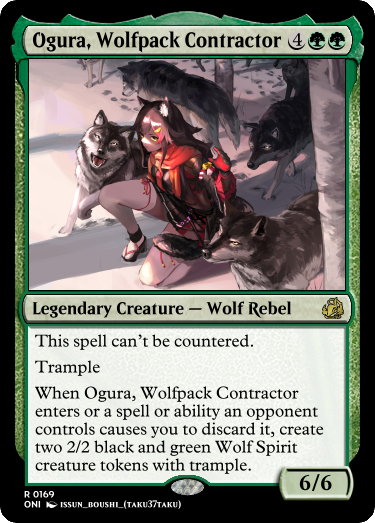 Ogura, Wolfpack Contractor 4
Legendary Creature — Wolf Rebel
This spell can't be countered.
Trample
When Ogura, Wolfpack Contractor
enters or a spell or ability an opponent
controls causes you to discard it, create
two 2/2 black and green Wolf Spirit
creature tokens with trample.
6/6
R 0169
ONI ISSUN_BOUSHI_(TAKU37TAKU)